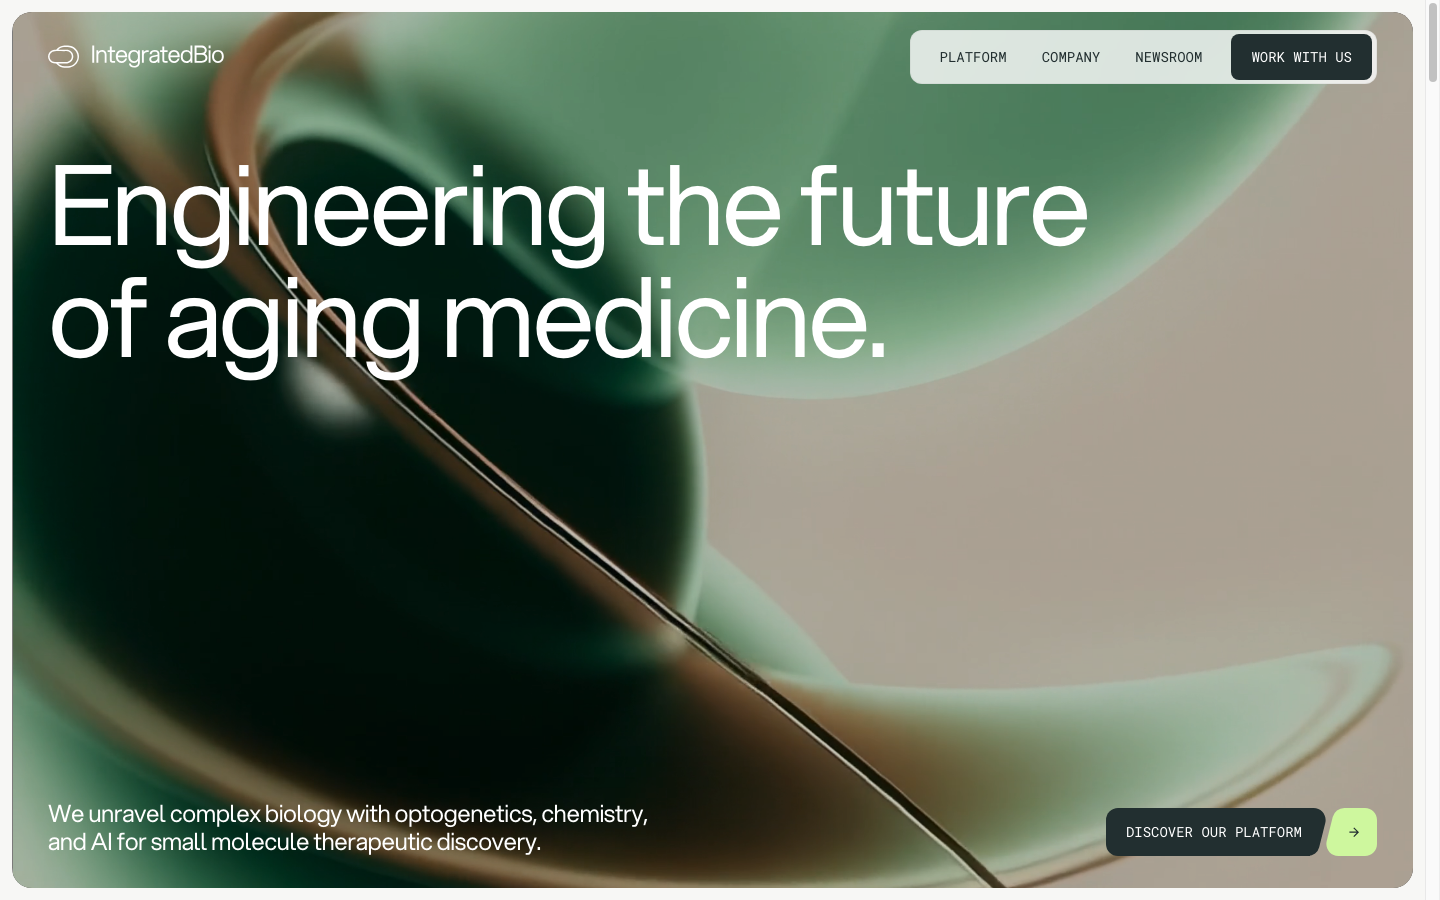 IntegratedBio
PLATFORM
COMPANY
NEWSROOM
WORK WITH US
Engineering the future
of aging medicine.
We unravel complex biology with optogenetics, chemistry,
and AI for small molecule therapeutic discovery.
DISCOVER OUR PLATFORM